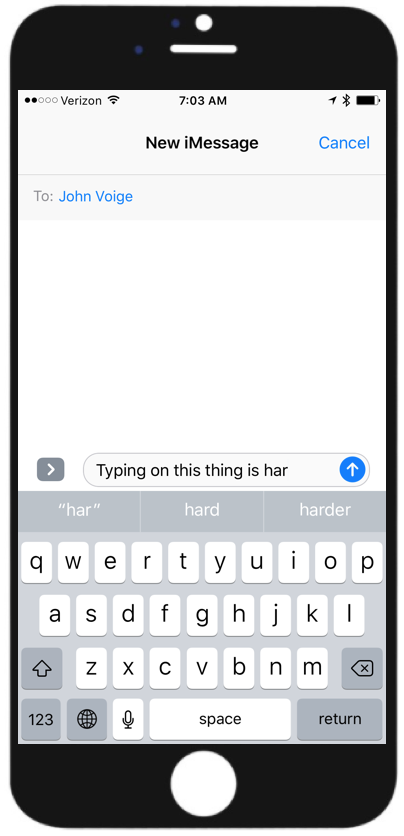 Verizon 7:03 AM
New iMessage Cancel
To: John Voige
Typing on this thing is har
“har” hard harder
q w e r t y u i o p
a s d f g h j k l
z x c v b n m
123 space return